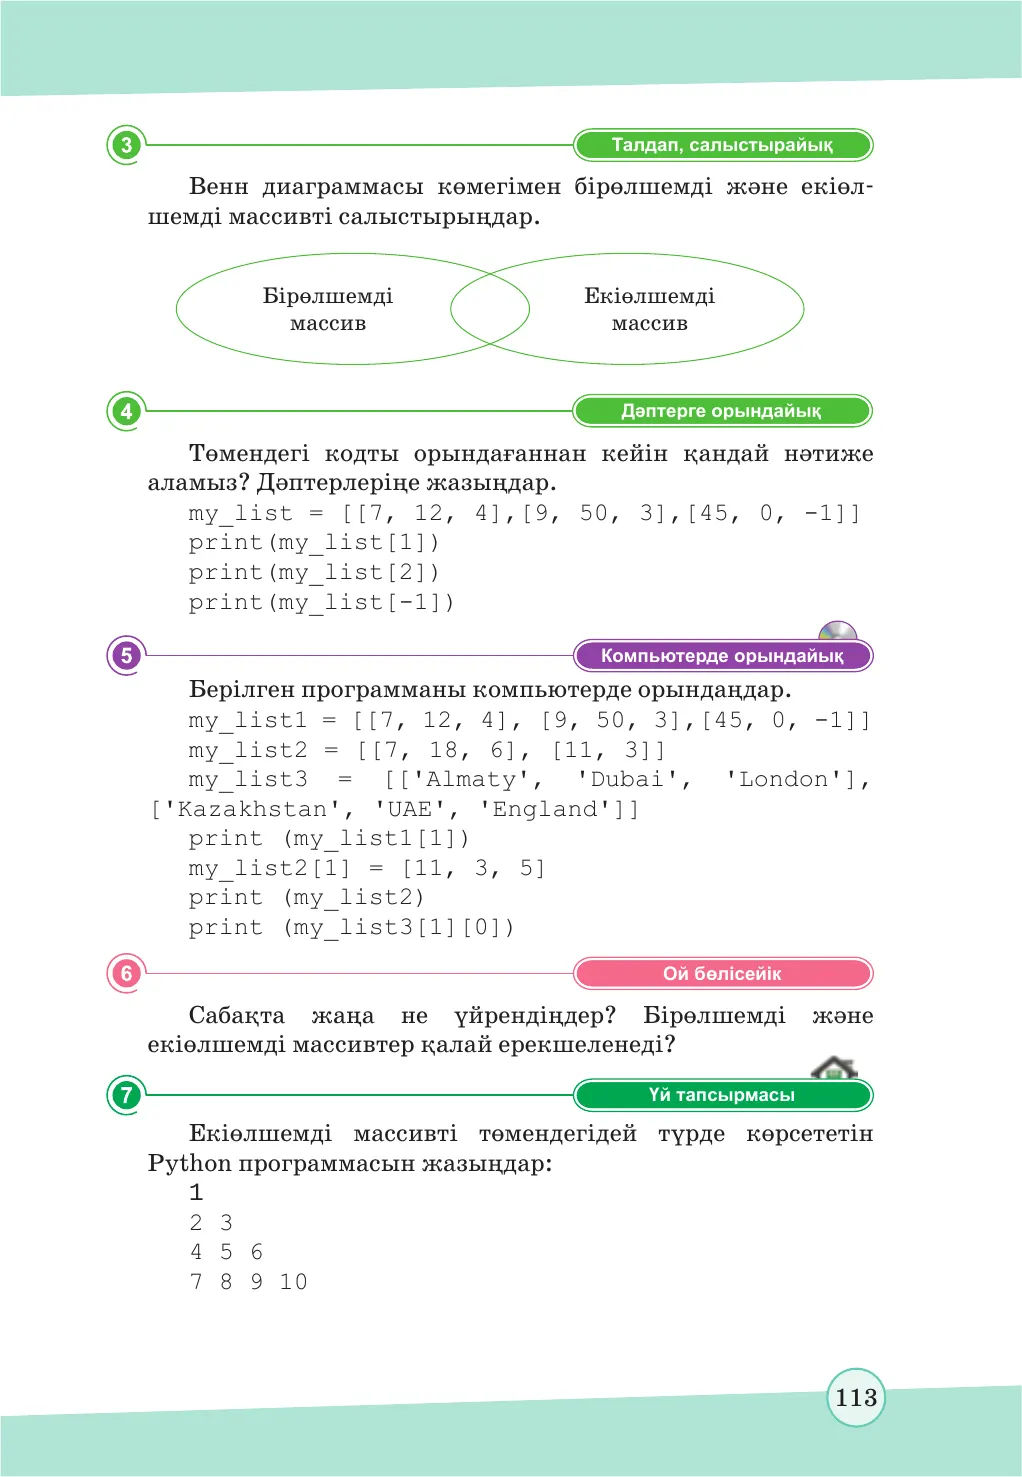 3
Талдап, салыстырайық
Венн диаграммасы көмегімен бірөлшемді және екіөл-
шемді массивті салыстырыңдар.
Бірөлшемді
массив
Екіөлшемді
массив
4
Дәптерге орындайық
Төмендегі кодты орындағаннан кейін қандай нәтиже
аламыз? Дәптерлеріңе жазыңдар.
my_list = [[7, 12, 4],[9, 50, 3],[45, 0, -1]]
print(my_list[1])
print(my_list[2])
print(my_list[-1])
5
Компьютерде орындайық
Берілген программаны компьютерде орындаңдар.
my_list1 = [[7, 12, 4], [9, 50, 3],[45, 0, -1]]
my_list2 = [[7, 18, 6], [11, 3]]
my_list3 = [['Almaty', 'Dubai', 'London'],
['Kazakhstan', 'UAE', 'England']]
print (my_list1[1])
my_list2[1] = [11, 3, 5]
print (my_list2)
print (my_list3[1][0])
6
Ой бөлісейік
Сабақта жаңа не үйрендіңдер? Бірөлшемді және
екіөлшемді массивтер қалай ерекшеленеді?
7
Үй тапсырмасы
Екіөлшемді массивті төмендегідей түрде көрсететін
Python программасын жазыңдар:
1
2 3
4 5 6
7 8 9 10
113